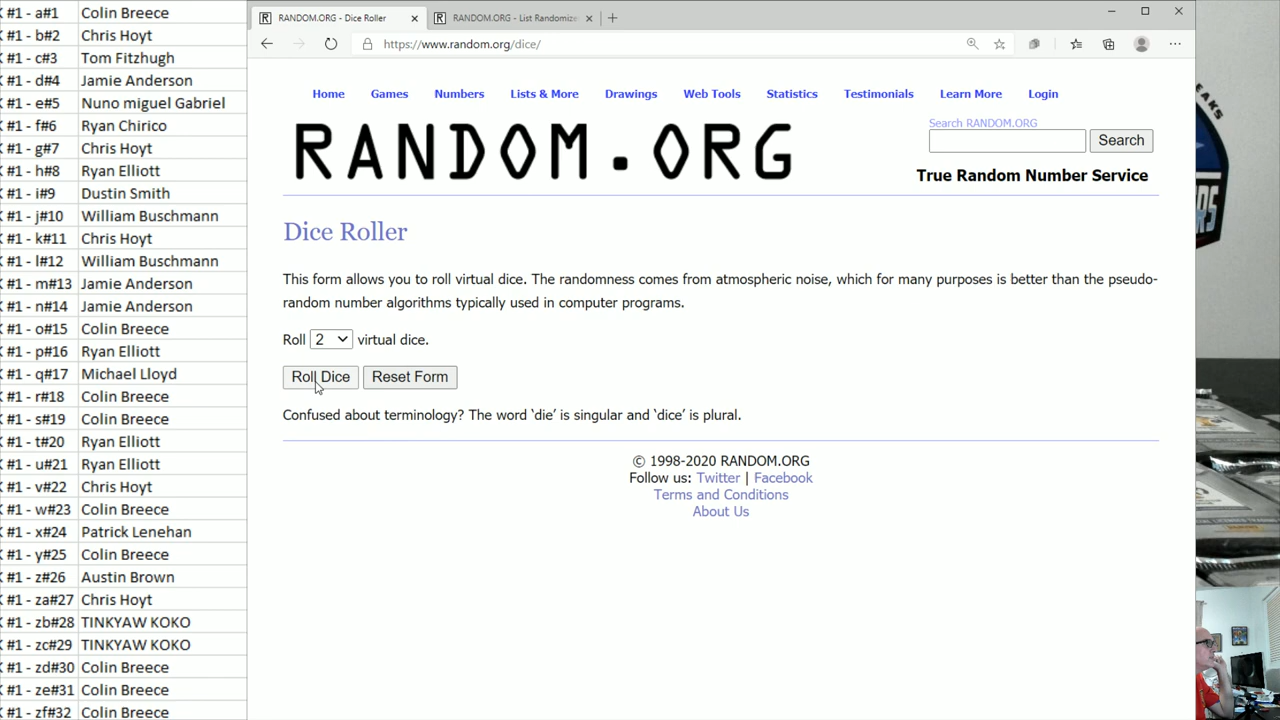 #1 - a#1 Colin Breece
#1 - b#2 Chris Hoyt
#1 - c#3 Tom Fitzhugh
#1 - d#4 Jamie Anderson
#1 - e#5 Nuno miguel Gabriel
#1 - f#6 Ryan Chirico
#1 - g#7 Chris Hoyt
#1 - h#8 Ryan Elliott
#1 - i#9 Dustin Smith
#1 - j#10 William Buschmann
#1 - k#11 Chris Hoyt
#1 - l#12 William Buschmann
#1 - m#13 Jamie Anderson
#1 - n#14 Jamie Anderson
#1 - o#15 Colin Breece
#1 - p#16 Ryan Elliott
#1 - q#17 Michael Lloyd
#1 - r#18 Colin Breece
#1 - s#19 Colin Breece
#1 - t#20 Ryan Elliott
#1 - u#21 Ryan Elliott
#1 - v#22 Chris Hoyt
#1 - w#23 Colin Breece
#1 - x#24 Patrick Lenehan
#1 - y#25 Colin Breece
#1 - z#26 Austin Brown
#1 - za#27 Chris Hoyt
#1 - zb#28 TINKYAW KOKO
#1 - zc#29 TINKYAW KOKO
#1 - zd#30 Colin Breece
#1 - ze#31 Colin Breece
#1 - zf#32 Colin Breece
RANDOM.ORG - Dice Roller
RANDOM.ORG - List Randomize
https://www.random.org/dice/
Home Games Numbers Lists & More Drawings Web Tools Statistics Testimonials Learn More Login
RANDOM.ORG
Search RANDOM.ORG
Search
True Random Number Service
Dice Roller
This form allows you to roll virtual dice. The randomness comes from atmospheric noise, which for many purposes is better than the pseudo-
random number algorithms typically used in computer programs.
Roll 2 virtual dice.
Roll Dice Reset Form
Confused about terminology? The word ‘die’ is singular and ‘dice’ is plural.
© 1998-2020 RANDOM.ORG
Follow us: Twitter | Facebook
Terms and Conditions
About Us